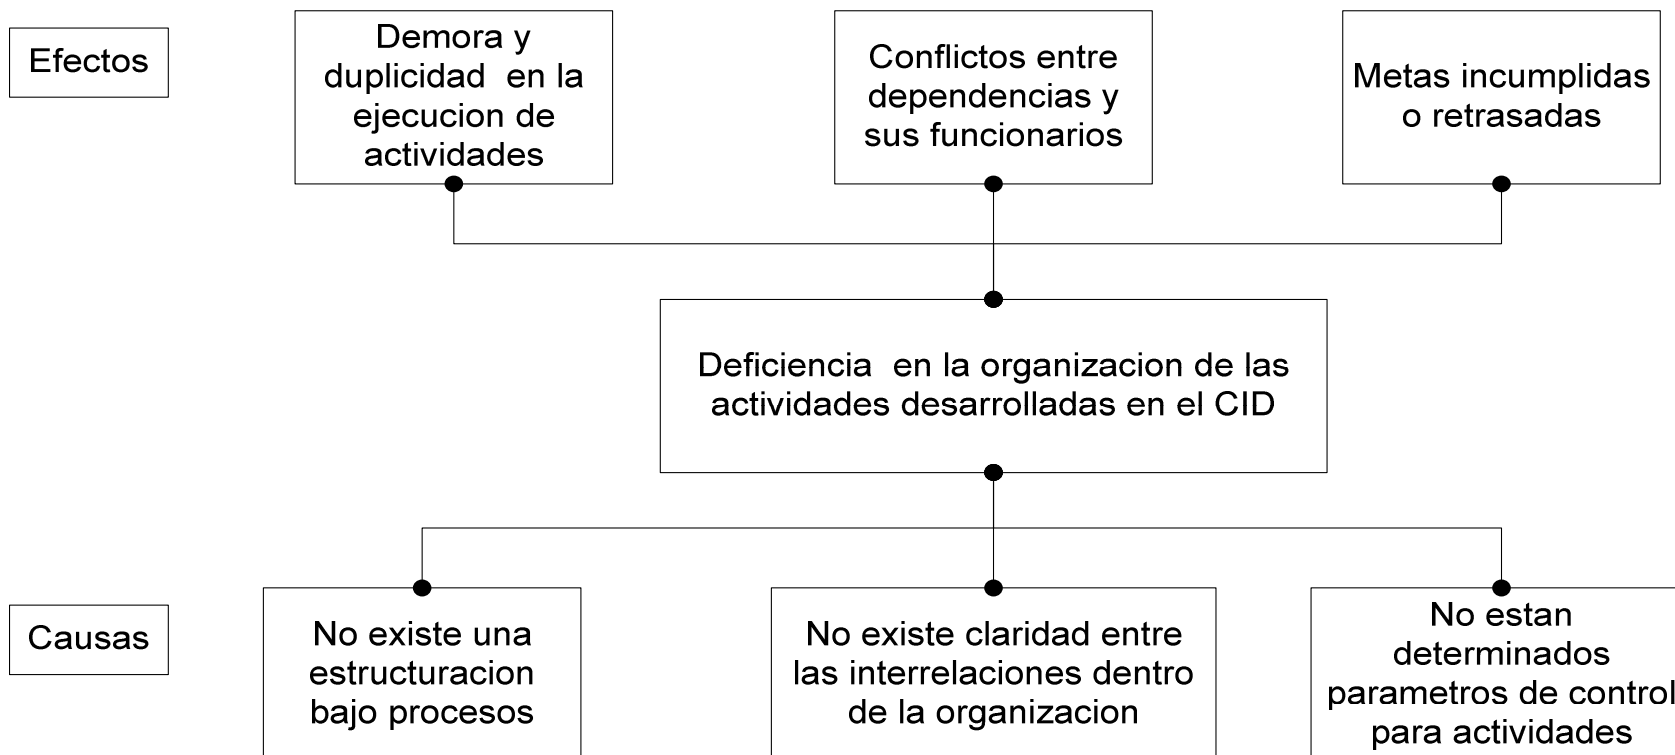 Efectos
Demora y
duplicidad  en la
ejecucion de
actividades
Conflictos entre
dependencias y
sus funcionarios
Metas incumplidas
o retrasadas
Deficiencia  en la organizacion de las
actividades desarrolladas en el CID
Causas
No existe una
estructuracion
bajo procesos
No existe claridad entre
las interrelaciones dentro
de la organizacion
No estan
determinados
parametros de control
para actividades